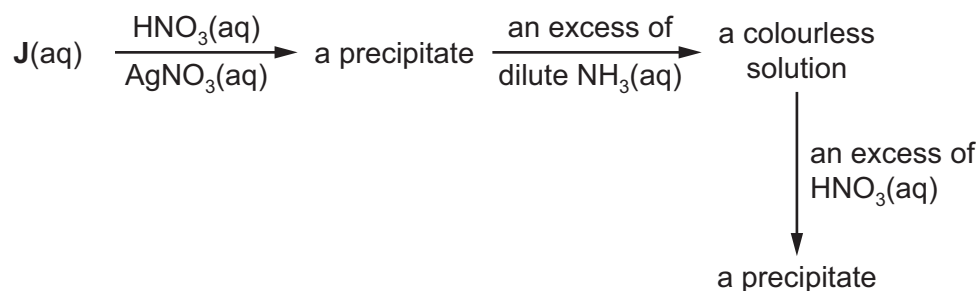 J(aq)
HNO₃(aq)
AgNO₃(aq)
a precipitate
an excess of
dilute NH₃(aq)
a colourless
solution
an excess of
HNO₃(aq)
a precipitate